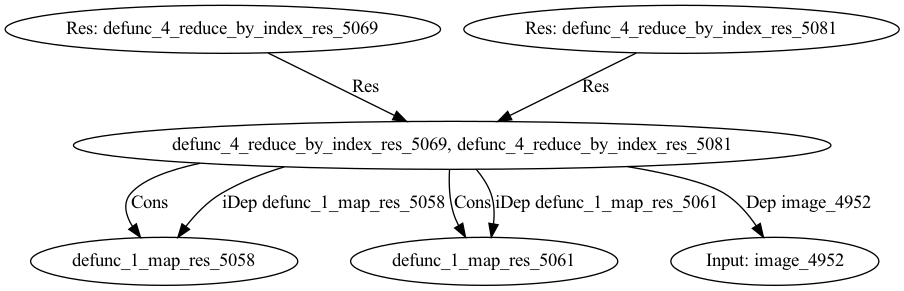 Res: defunc_4_reduce_by_index_res_5069
Res: defunc_4_reduce_by_index_res_5081
Res
Res
defunc_4_reduce_by_index_res_5069, defunc_4_reduce_by_index_res_5081
Cons
iDep defunc_1_map_res_5058
Cons
iDep defunc_1_map_res_5061
Dep image_4952
defunc_1_map_res_5058
defunc_1_map_res_5061
Input: image_4952